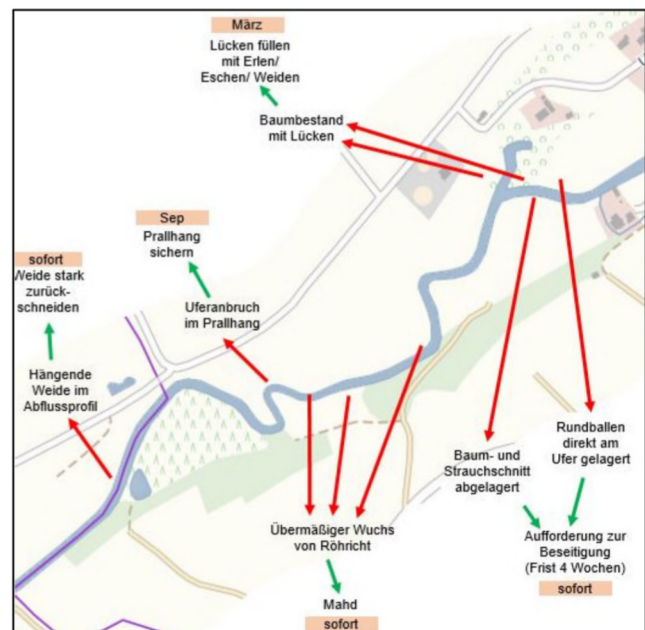 März
Lücken füllen
mit Erlen/
Eschen/ Weiden
Baumbestand
mit Lücken
Sep
Prallhang
sichern
Uferanbruch
im Prallhang
sofort
Weide stark
zurück-
schneiden
Hängende
Weide im
Abflussprofil
Übermäßiger Wuchs
von Röhricht
Mahd
sofort
Baum- und
Strauchschnitt
abgelagert
Rundballen
direkt am
Ufer gelagert
Aufforderung zur
Beseitigung
(Frist 4 Wochen)
sofort